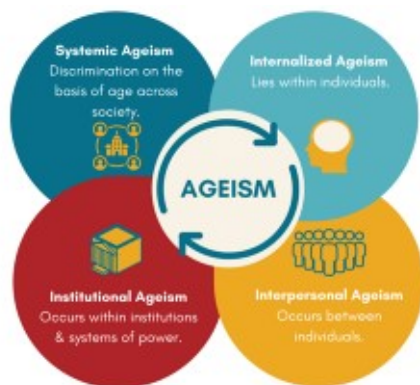 Systemic Ageism
Discrimination on the
basis of age across
society.
Internalized Ageism
Lies within individuals.
AGEISM
Institutional Ageism
Occurs within institutions
& systems of power.
Interpersonal Ageism
Occurs between
individuals.